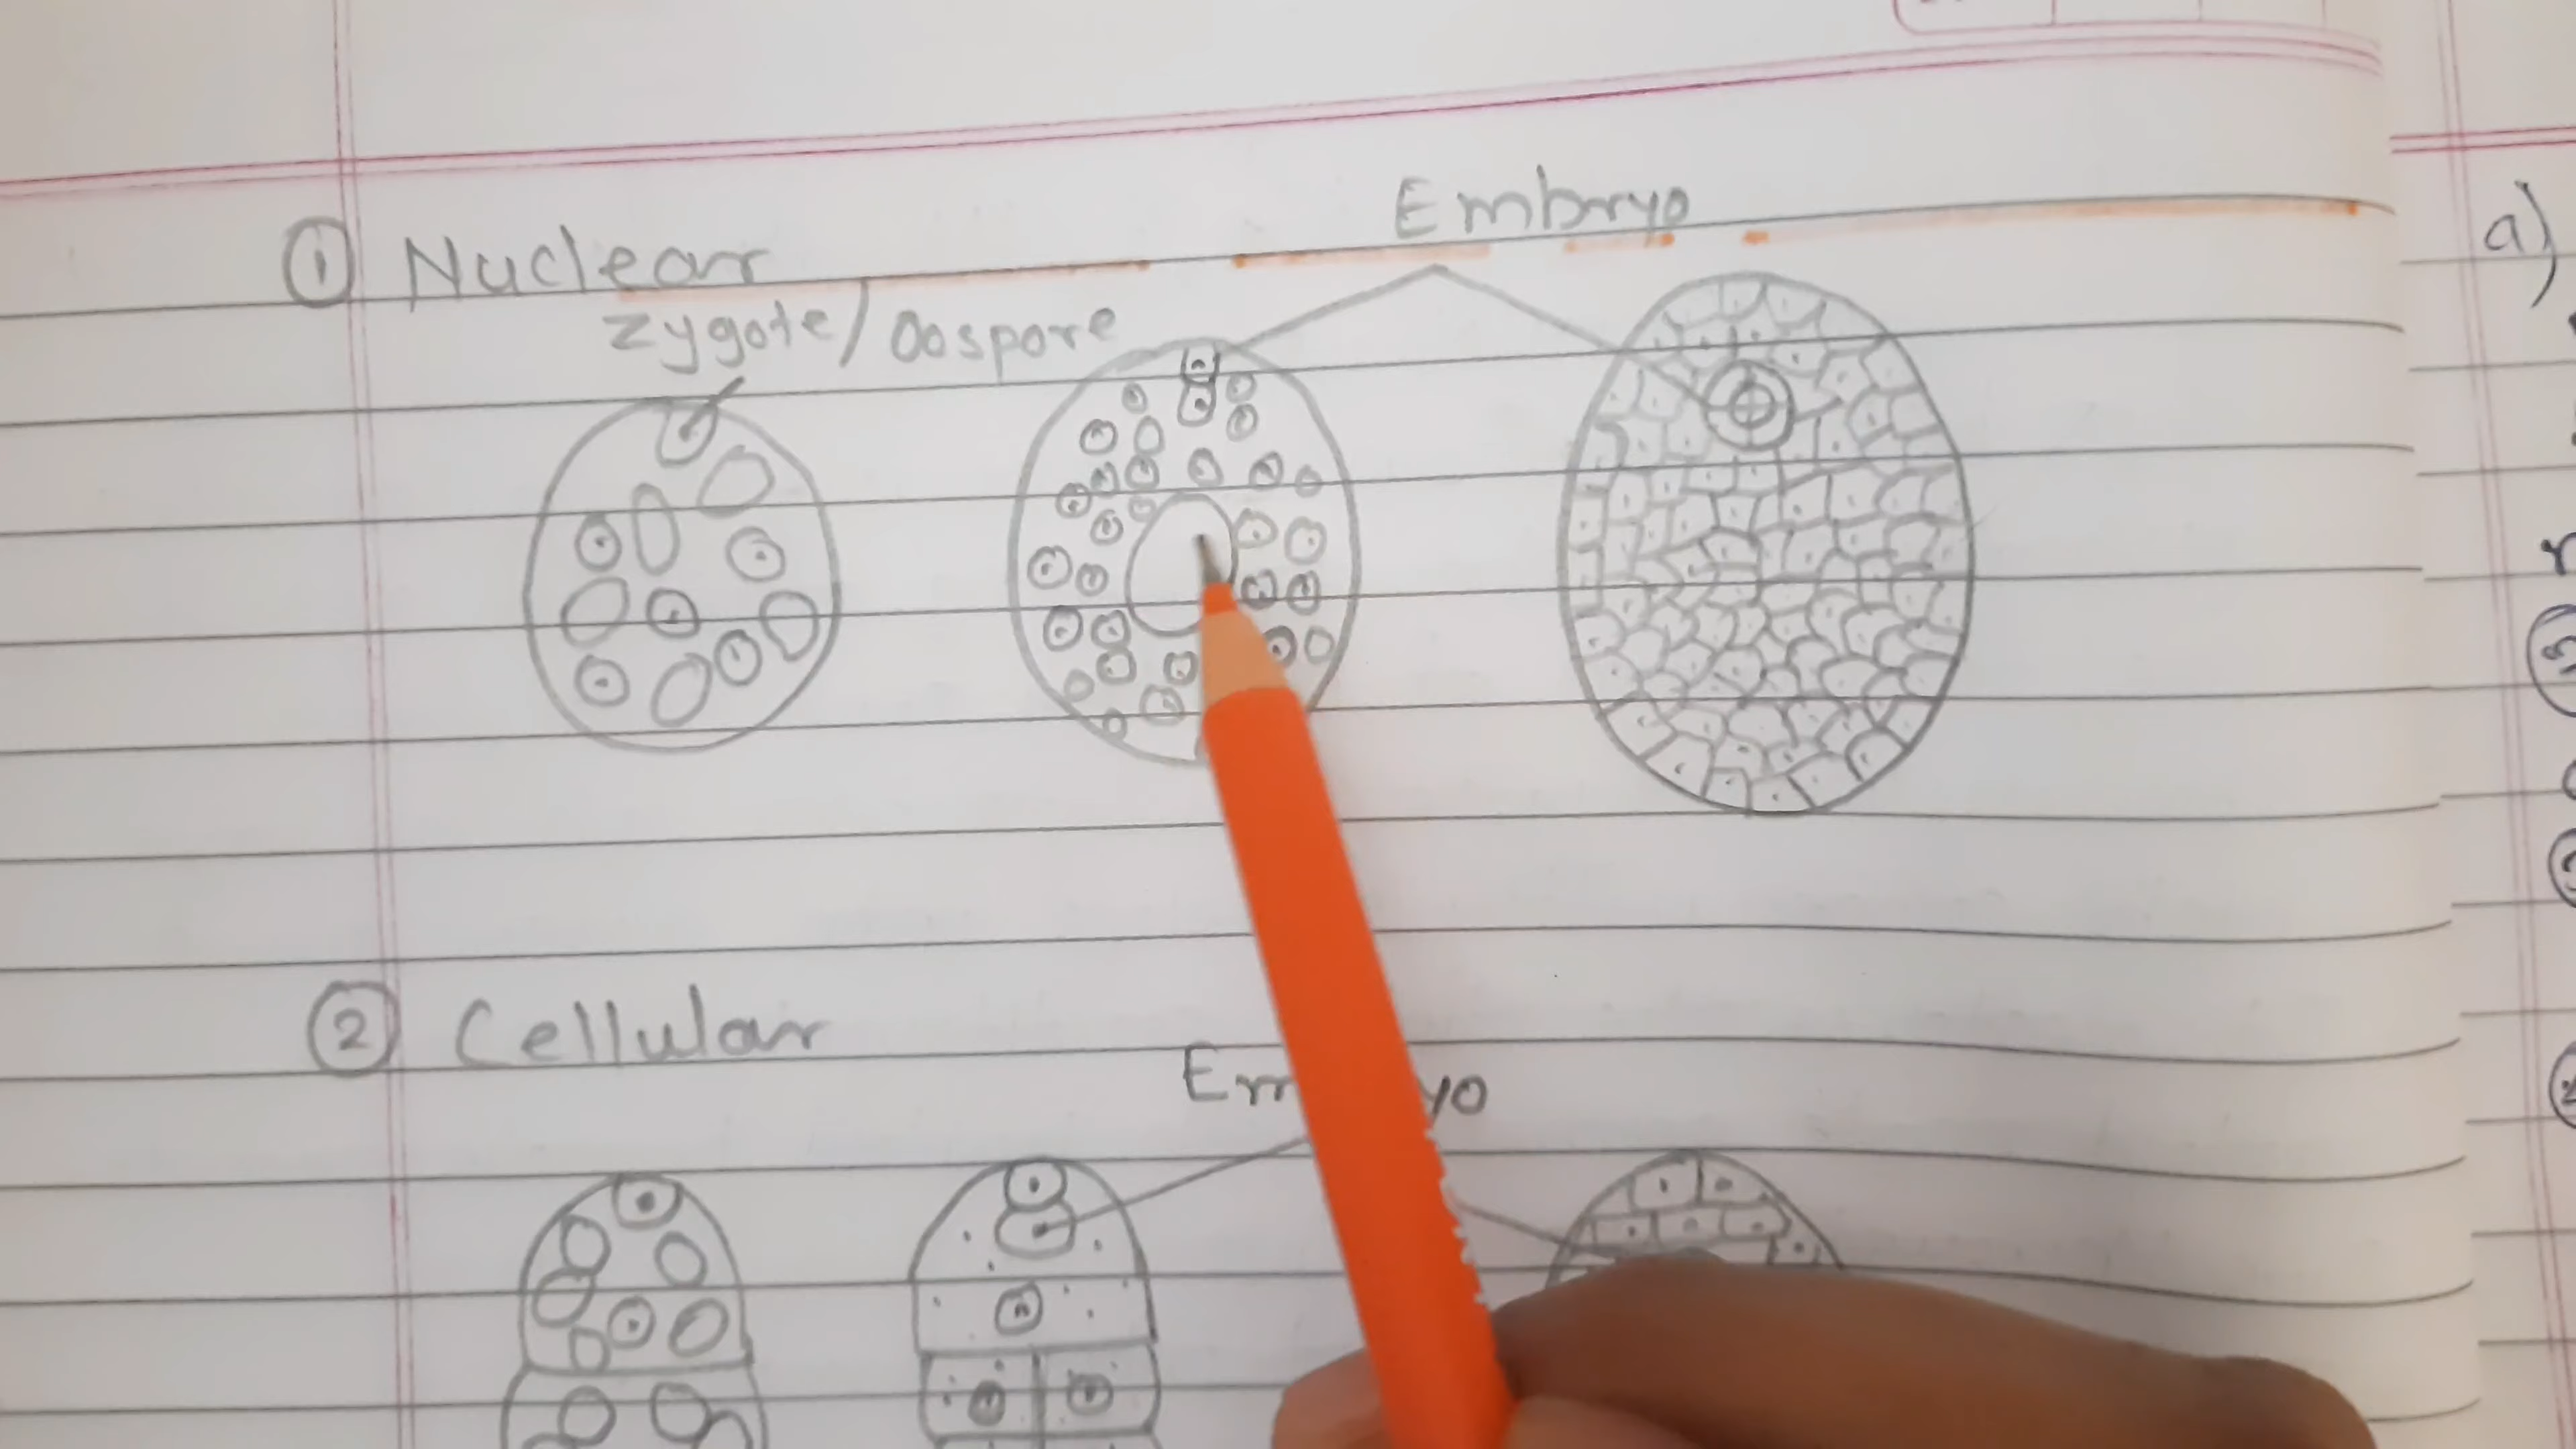 ① Nuclear
Embryo
Zygote/Oospore
② Cellular
a)